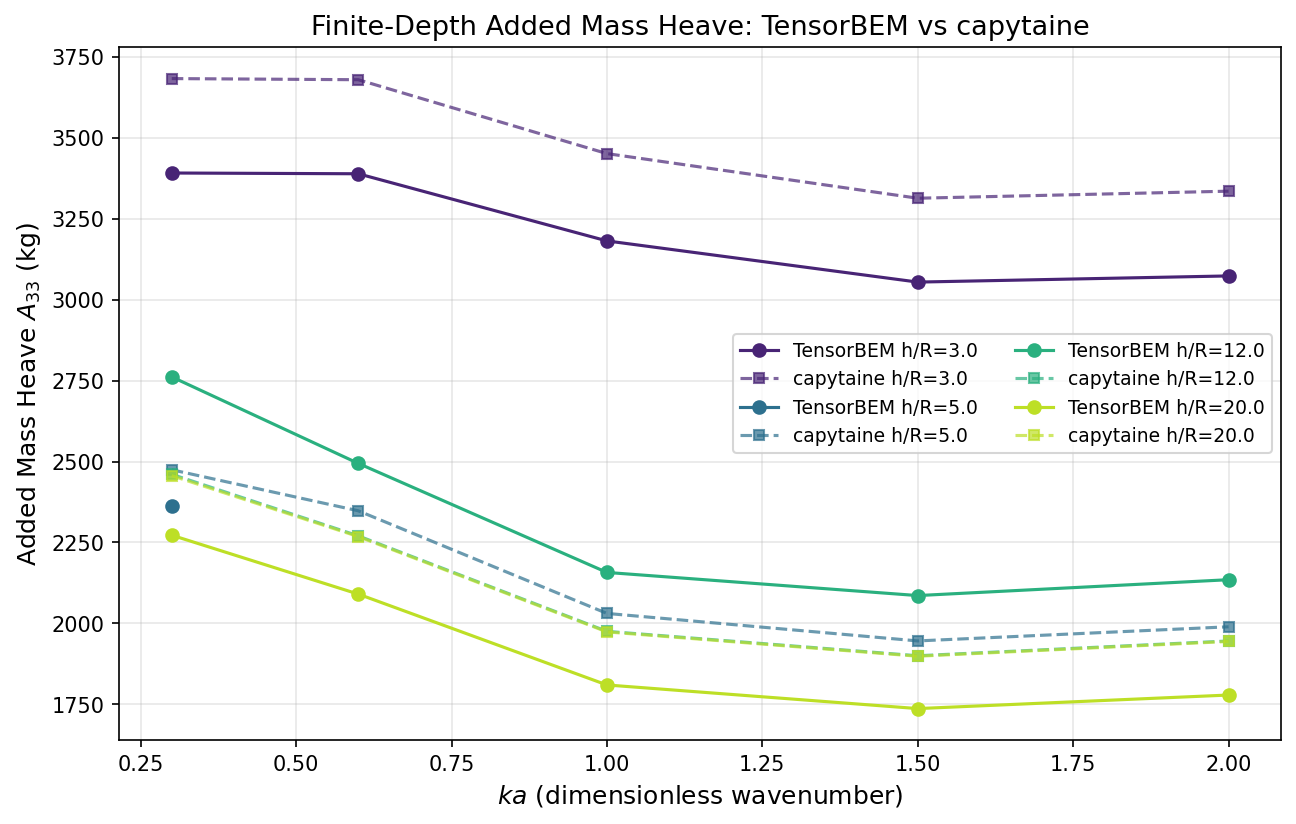 Finite-Depth Added Mass Heave: TensorBEM vs capytaine
Added Mass Heave A₃₃ (kg)
3750
3500
3250
3000
2750
2500
2250
2000
1750
TensorBEM h/R=3.0
capytaine h/R=3.0
TensorBEM h/R=5.0
capytaine h/R=5.0
TensorBEM h/R=12.0
capytaine h/R=12.0
TensorBEM h/R=20.0
capytaine h/R=20.0
0.25 0.50 0.75 1.00 1.25 1.50 1.75 2.00
ka (dimensionless wavenumber)